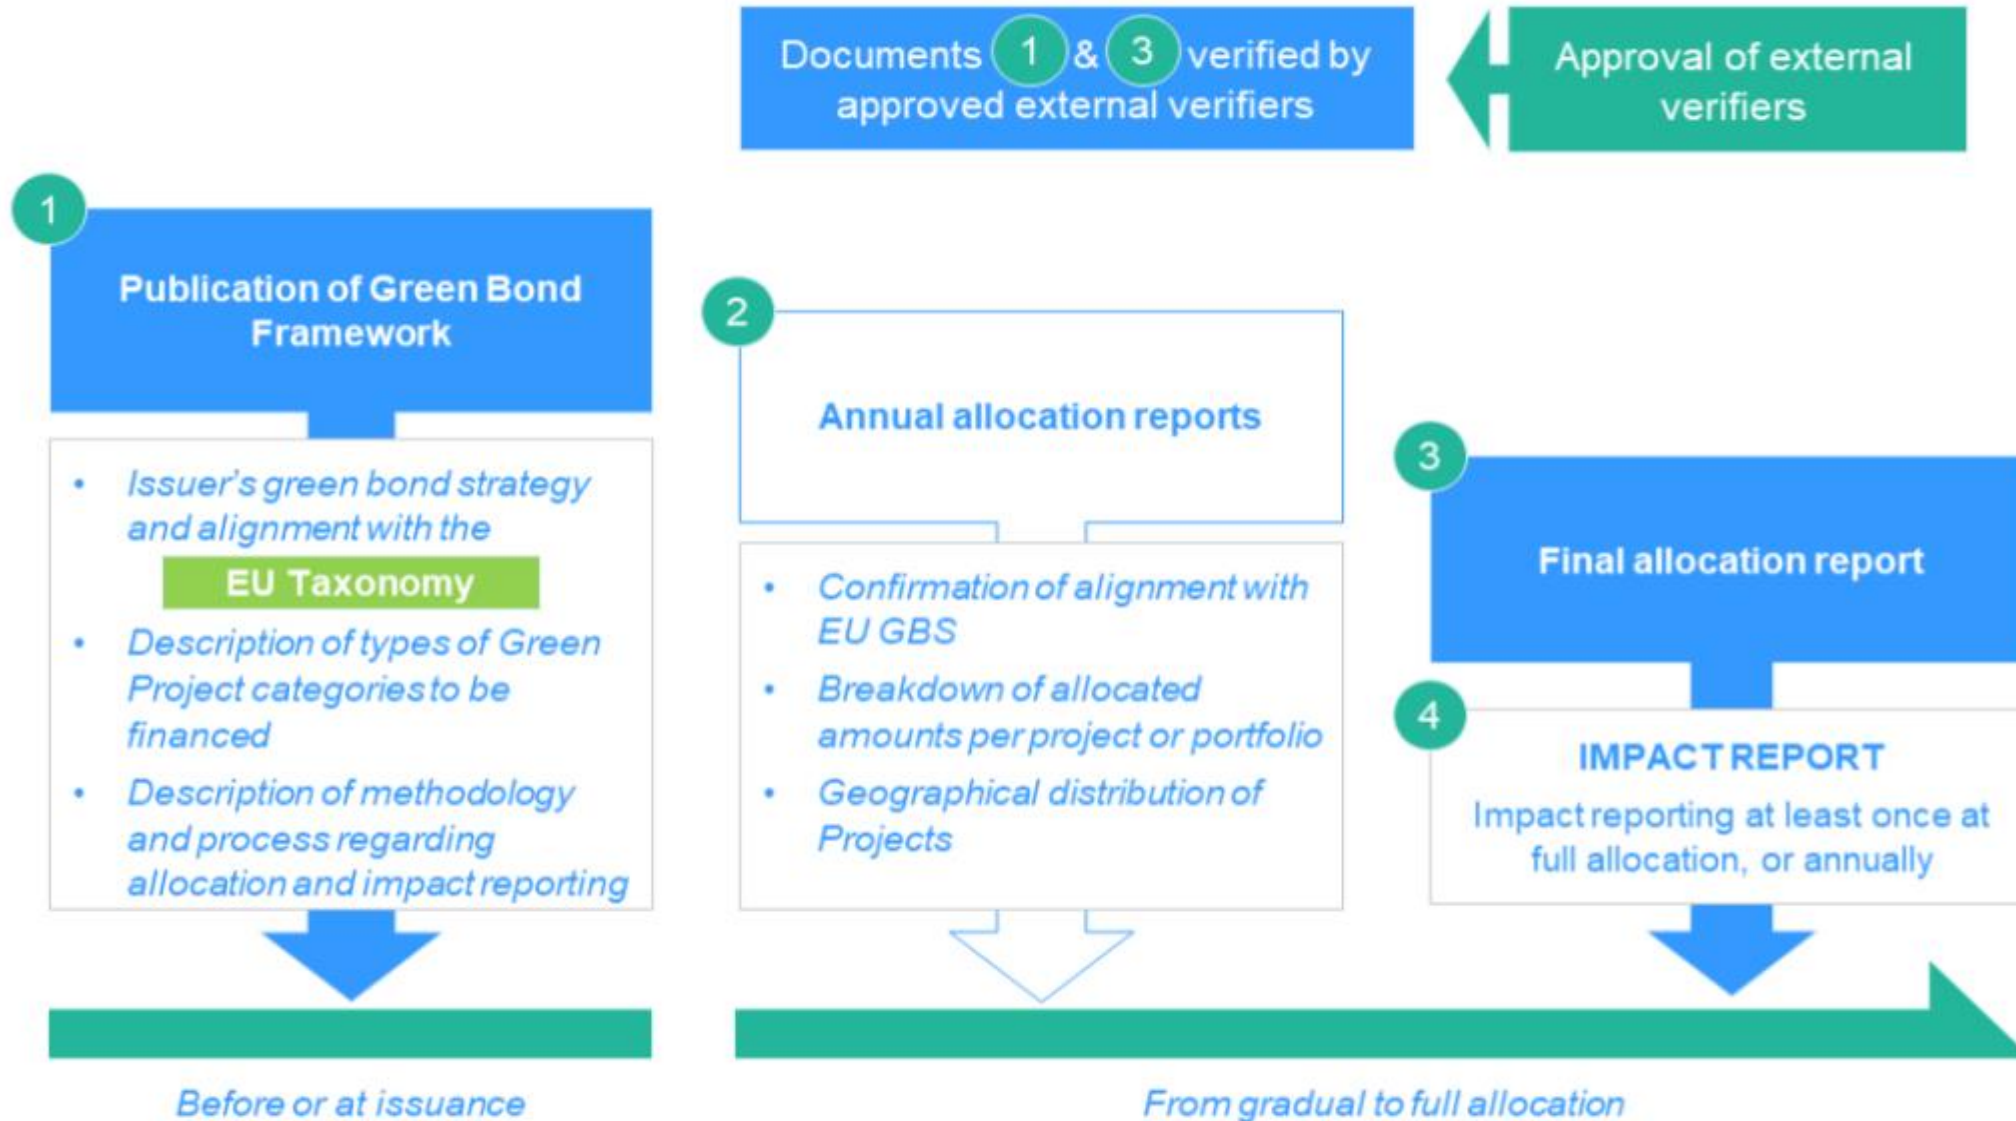 Documents 1 & 3 verified by
approved external verifiers
Approval of external
verifiers
1
Publication of Green Bond
Framework
• Issuer's green bond strategy
and alignment with the
EU Taxonomy
• Description of types of Green
Project categories to be
financed
• Description of methodology
and process regarding
allocation and impact reporting
2
Annual allocation reports
• Confirmation of alignment with
EU GBS
• Breakdown of allocated
amounts per project or portfolio
• Geographical distribution of
Projects
3
Final allocation report
4
IMPACT REPORT
Impact reporting at least once at
full allocation, or annually
Before or at issuance
From gradual to full allocation